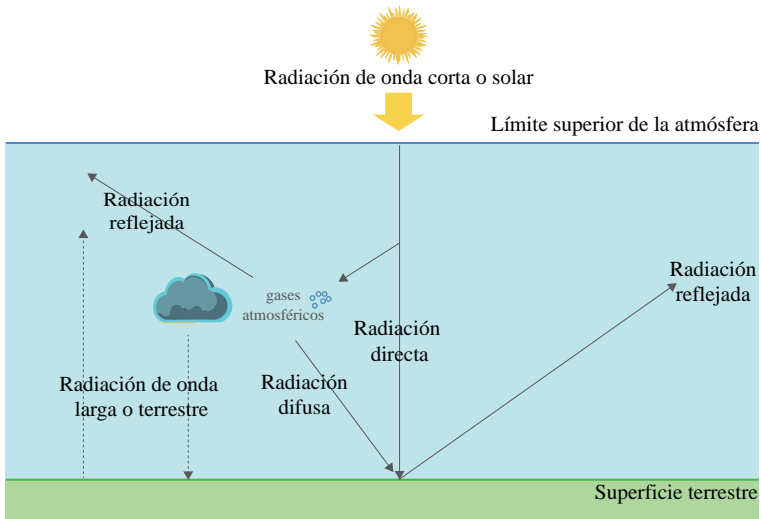 Radiación de onda corta o solar
Límite superior de la atmósfera
Radiación
reflejada
Radiación
reflejada
gases
atmosféricos
Radiación
directa
Radiación de onda
larga o terrestre
Radiación
difusa
Superficie terrestre